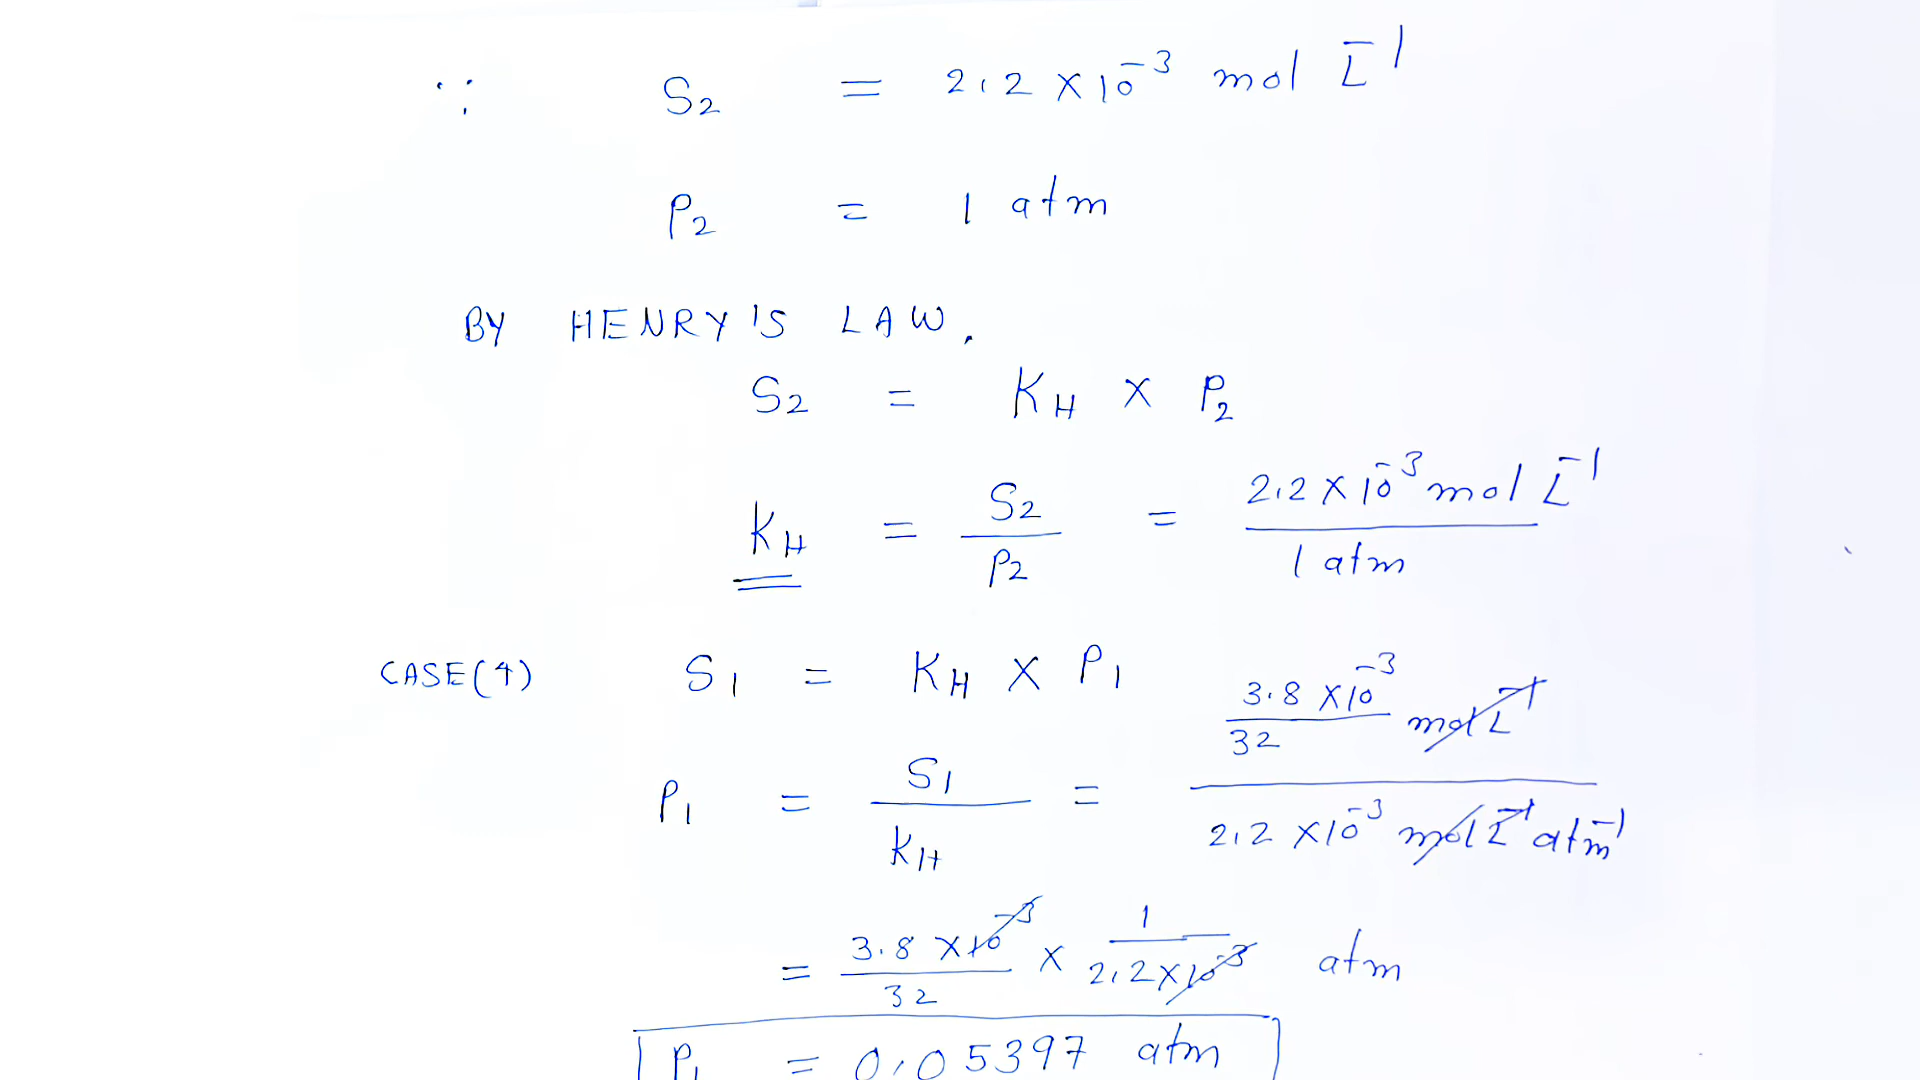 ∵ S₂ = 2.2 × 10⁻³ mol L⁻¹
P₂ = 1 atm
BY HENRY'S LAW,
S₂ = K_H × P₂
K_H = S₂/P₂ = 2.2 × 10⁻³ mol L⁻¹ / 1 atm
CASE(1) S₁ = K_H × P₁
P₁ = S₁/K_H = (3.8 × 10⁻³/32 mol L⁻¹) / (2.2 × 10⁻³ mol L⁻¹ atm⁻¹)
= 3.8 × 10⁻³/32 × 1/(2.2 × 10⁻³) atm
P₁ = 0.05397 atm